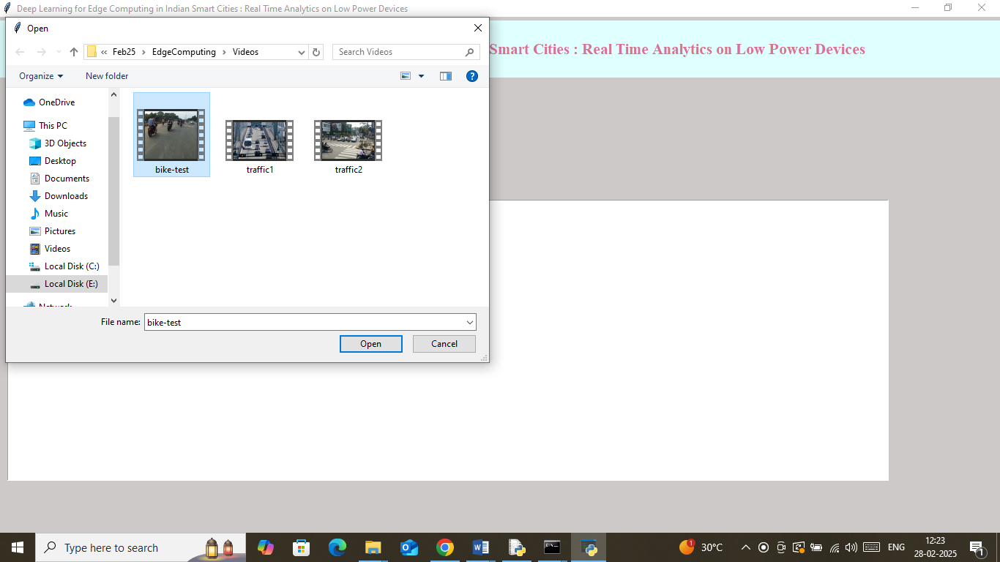 Deep Learning for Edge Computing in Indian Smart Cities : Real Time Analytics on Low Power Devices
Open
Smart Cities : Real Time Analytics on Low Power Devices
« Feb25 › EdgeComputing › Videos
Search Videos
Organize
New folder
OneDrive
This PC
3D Objects
Desktop
Documents
Downloads
Music
Pictures
Videos
Local Disk (C:)
Local Disk (E:)
Network
bike-test
traffic1
traffic2
File name:
bike-test
Open
Cancel
Type here to search
1
30°C
ENG
12:23
28-02-2025
1